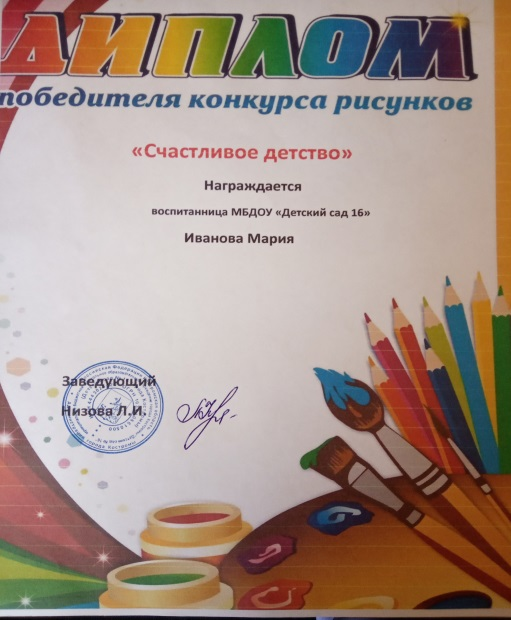 ДИПЛОМ
победителя конкурса рисунков
«Счастливое детство»
Награждается
воспитанница МБДОУ «Детский сад 16»
Иванова Мария
Заведующий
Низова Л.И.